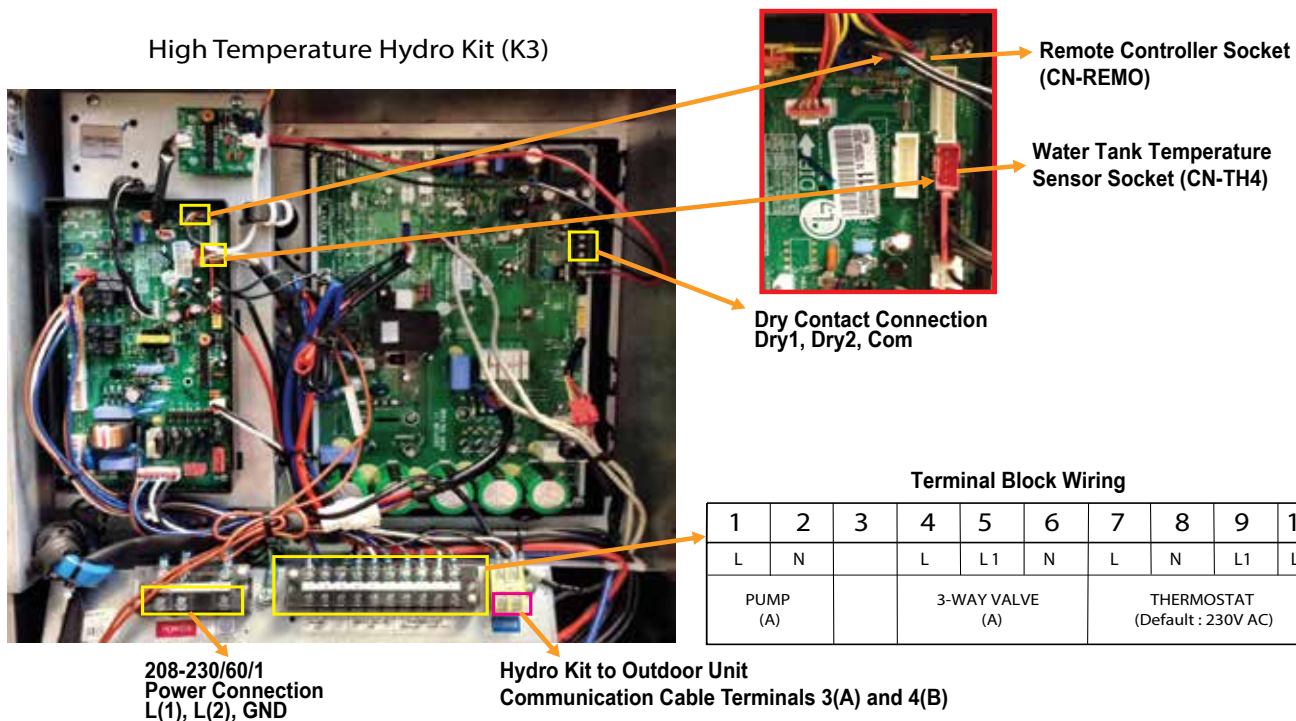 High Temperature Hydro Kit (K3)
Remote Controller Socket
(CN-REMO)
Water Tank Temperature
Sensor Socket (CN-TH4)
Dry Contact Connection
Dry1, Dry2, Com
LG
11
Terminal Block Wiring
1 2 3 4 5 6 7 8 9
L N L L1 N L N L1
PUMP
(A)
3-WAY VALVE
(A)
THERMOSTAT
(Default : 230V AC)
208-230/60/1
Power Connection
L(1), L(2), GND
Hydro Kit to Outdoor Unit
Communication Cable Terminals 3(A) and 4(B)